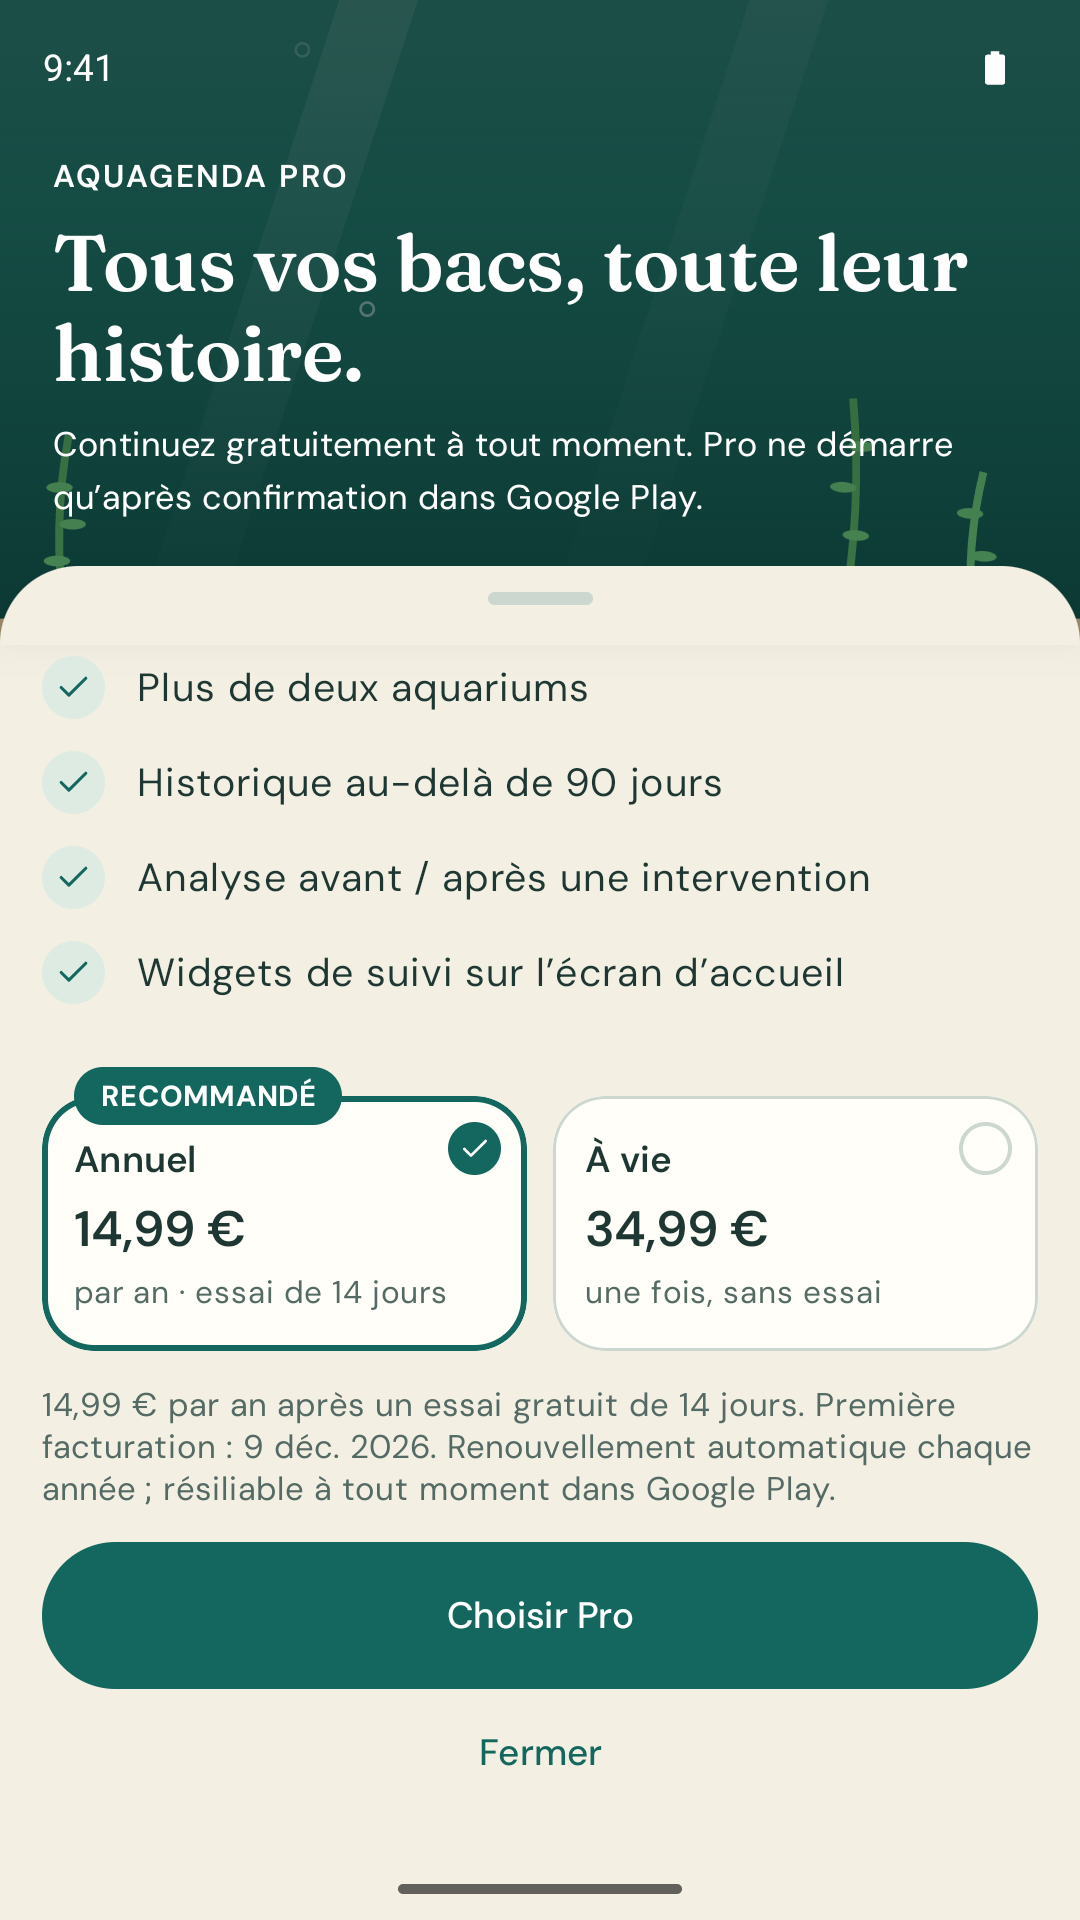 9:41
AQUAGENDA PRO
Tous vos bacs, toute leur
histoire.
Continuez gratuitement à tout moment. Pro ne démarre
qu’après confirmation dans Google Play.
Plus de deux aquariums
Historique au-delà de 90 jours
Analyse avant / après une intervention
Widgets de suivi sur l’écran d’accueil
RECOMMANDÉ
Annuel
14,99 €
par an · essai de 14 jours
À vie
34,99 €
une fois, sans essai
14,99 € par an après un essai gratuit de 14 jours. Première
facturation : 9 déc. 2026. Renouvellement automatique chaque
année ; résiliable à tout moment dans Google Play.
Choisir Pro
Fermer